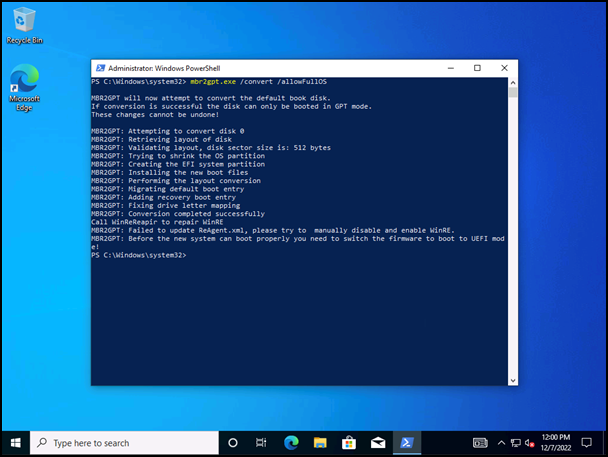 Recycle Bin
Microsoft
Edge
Administrator: Windows PowerShell
PS C:\Windows\system32> mbr2gpt.exe /convert /allowFullOS
MBR2GPT will now attempt to convert the default book disk.
If conversion is successful the disk can only be booted in GPT mode.
These changes cannot be undone!
MBR2GPT: Attempting to convert disk 0
MBR2GPT: Retrieving layout of disk
MBR2GPT: Validating layout, disk sector size is: 512 bytes
MBR2GPT: Trying to shrink the OS partition
MBR2GPT: Creating the EFI system partition
MBR2GPT: Installing the new boot files
MBR2GPT: Performing the layout conversion
MBR2GPT: Migrating default boot entry
MBR2GPT: Adding recovery boot entry
MBR2GPT: Fixing drive letter mapping
MBR2GPT: Conversion completed successfully
Call WinReReapir to repair WinRE
MBR2GPT: Failed to update ReAgent.xml, please try to  manually disable and enable WinRE.
MBR2GPT: Before the new system can boot properly you need to switch the firmware to boot to UEFI mod
e!
PS C:\Windows\system32>
Type here to search
12:00 PM
12/7/2022